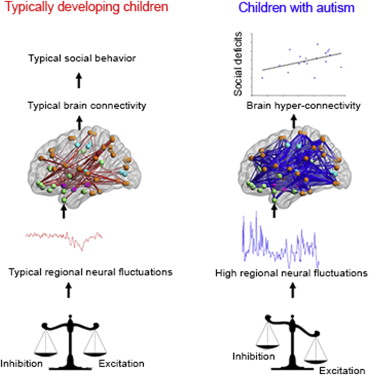 Typically developing children
Children with autism
Typical social behavior
Social deficits
Typical brain connectivity
Brain hyper-connectivity
Typical regional neural fluctuations
High regional neural fluctuations
Inhibition
Excitation
Inhibition
Excitation